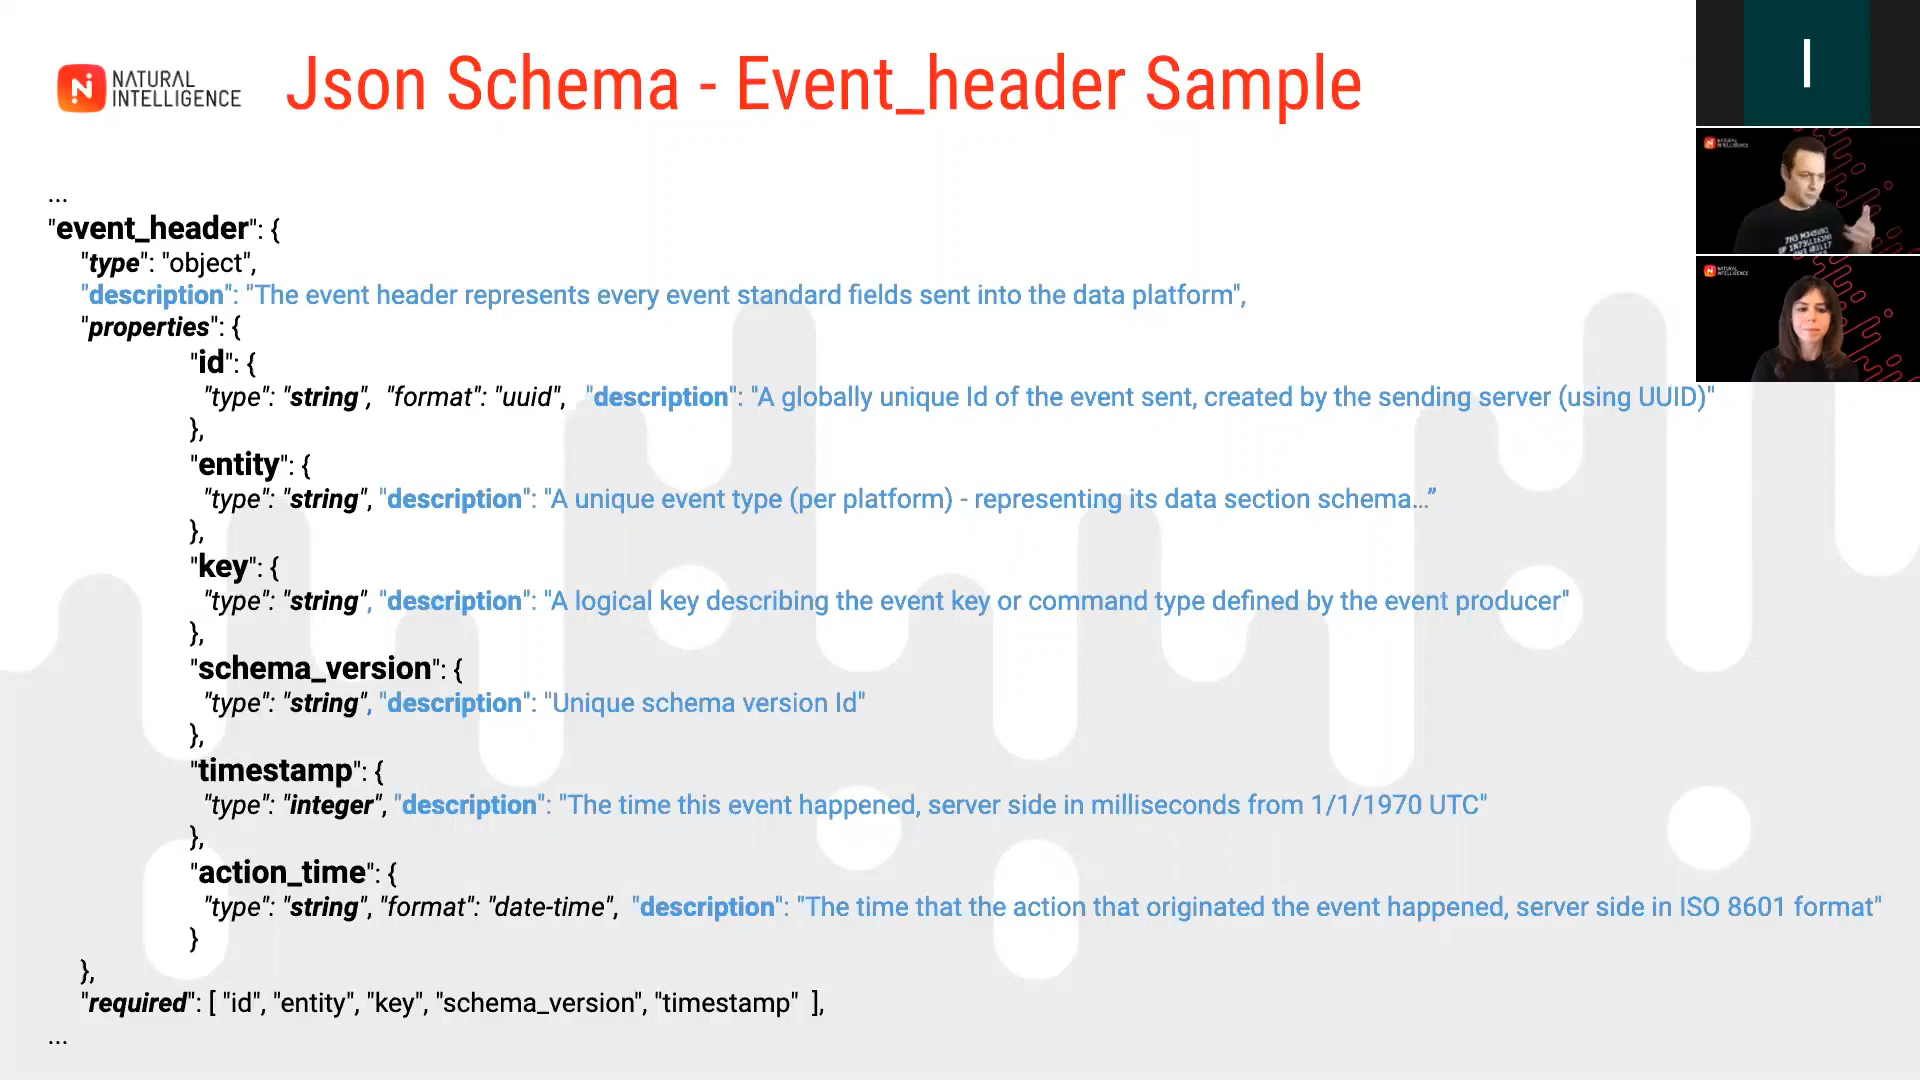 NATURAL
INTELLIGENCE
Json Schema - Event_header Sample
...
"event_header": {
"type": "object",
"description": "The event header represents every event standard fields sent into the data platform",
"properties": {
"id": {
"type": "string", "format": "uuid", "description": "A globally unique Id of the event sent, created by the sending server (using UUID)"
},
"entity": {
"type": "string", "description": "A unique event type (per platform) - representing its data section schema…”
},
"key": {
"type": "string", "description": "A logical key describing the event key or command type defined by the event producer"
},
"schema_version": {
"type": "string", "description": "Unique schema version Id"
},
"timestamp": {
"type": "integer", "description": "The time this event happened, server side in milliseconds from 1/1/1970 UTC"
},
"action_time": {
"type": "string", "format": "date-time", "description": "The time that the action that originated the event happened, server side in ISO 8601 format"
}
},
"required": [ "id", "entity", "key", "schema_version", "timestamp" ],
...
I
NATURAL
INTELLIGENCE
NATURAL
INTELLIGENCE